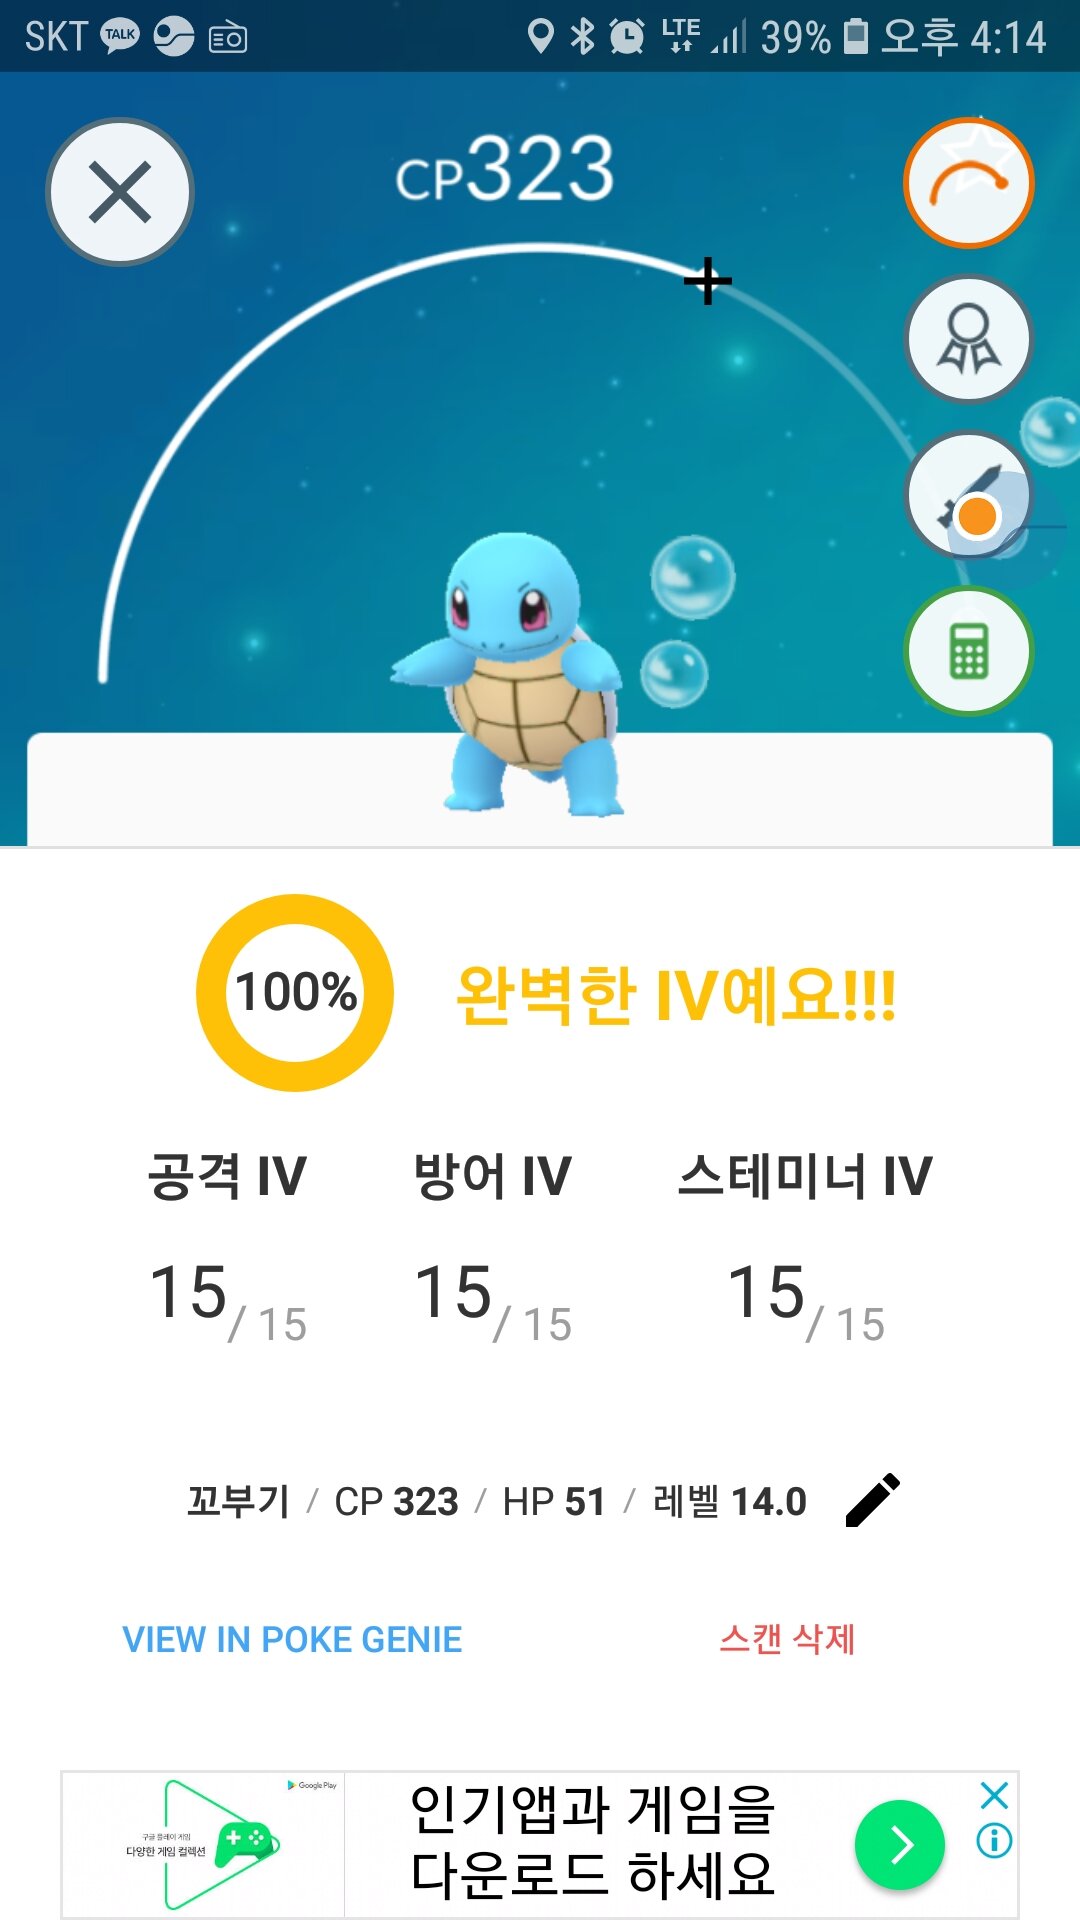 SKT TALK LTE 39% 오후 4:14
CP323
100%
완벽한 IV예요!!!
공격 IV 방어 IV 스테미너 IV
15/ 15 15/ 15 15/ 15
꼬부기 / CP 323 / HP 51 / 레벨 14.0
VIEW IN POKE GENIE 스캔 삭제
Google Play
구글 플레이 게임
다양한 게임 컬렉션
인기앱과 게임을
다운로드 하세요